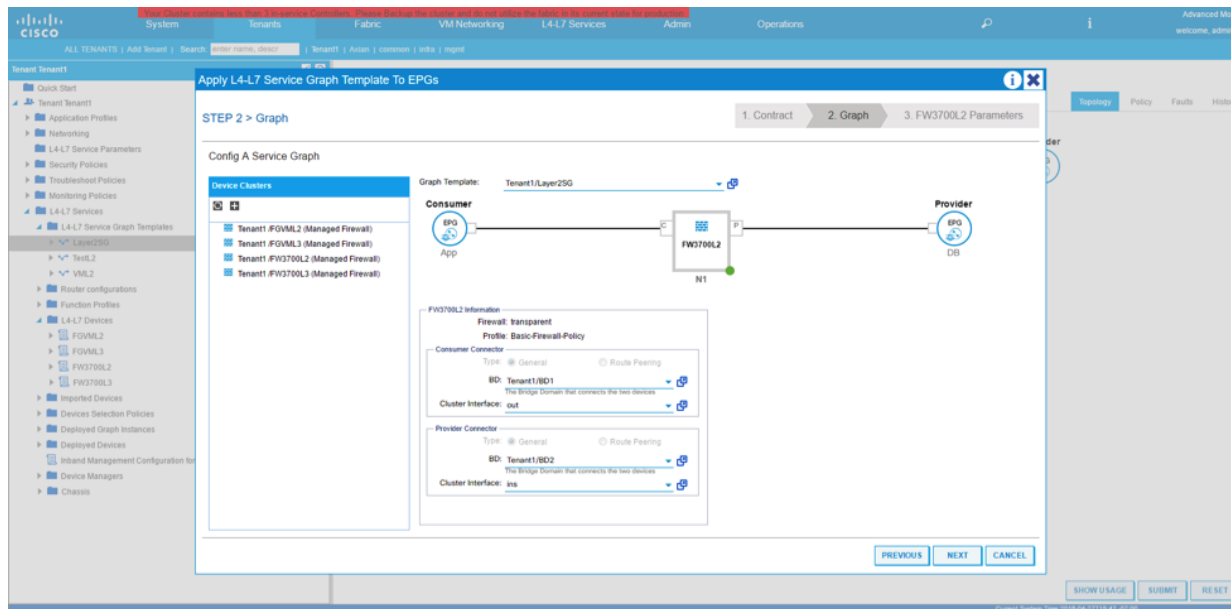 Your Cluster contains less than 3 in-service Controllers. Please Backup the cluster and do not utilize the fabric in its current state for production
CISCO
System
Tenants
Fabric
VM Networking
L4-L7 Services
Admin
Operations
i
Advanced Mo
welcome, admi
ALL TENANTS | Add Tenant | Search: enter name, descr | Tenant1 | Asian | common | infra | mgmt
Tenant Tenant1
Quick Start
Tenant Tenant1
Application Profiles
Networking
L4-L7 Service Parameters
Security Policies
Troubleshoot Policies
Monitoring Policies
L4-L7 Services
L4-L7 Service Graph Templates
Layer2SG
TestL2
VML2
Router configurations
Function Profiles
L4-L7 Devices
FGVML2
FGVML3
FW3700L2
FW3700L3
Imported Devices
Devices Selection Policies
Deployed Graph Instances
Deployed Devices
Inband Management Configuration for
Device Managers
Chassis
Topology
Policy
Faults
Histo
der
Apply L4-L7 Service Graph Template To EPGs
i
STEP 2 > Graph
1. Contract
2. Graph
3. FW3700L2 Parameters
Config A Service Graph
Device Clusters
Tenant1 /FGVML2 (Managed Firewall)
Tenant1 /FGVML3 (Managed Firewall)
Tenant1 /FW3700L2 (Managed Firewall)
Tenant1 /FW3700L3 (Managed Firewall)
Graph Template: Tenant1/Layer2SG
Consumer
EPG
App
C
P
FW3700L2
N1
Provider
EPG
DB
FW3700L2 Information
Firewall: transparent
Profile: Basic-Firewall-Policy
Consumer Connector
Type: General Route Peering
BD: Tenant1/BD1
The Bridge Domain that connects the two devices
Cluster Interface: out
Provider Connector
Type: General Route Peering
BD: Tenant1/BD2
The Bridge Domain that connects the two devices
Cluster Interface: ins
PREVIOUS
NEXT
CANCEL
SHOW USAGE
SUBMIT
RESET